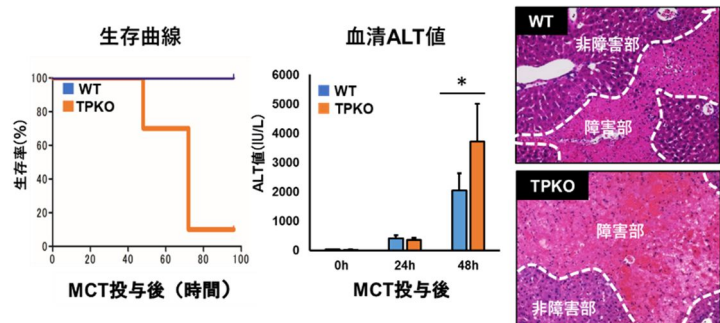 生存曲線
100
80
60
40
20
0
生存率(%)
WT
TPKO
0 20 40 60 80 100
MCT投与後（時間）
血清ALT値
6000
5000
4000
3000
2000
1000
0
ALT値(IU/L)
WT
TPKO
*
0h 24h 48h
MCT投与後
WT
非障害部
障害部
TPKO
障害部
非障害部